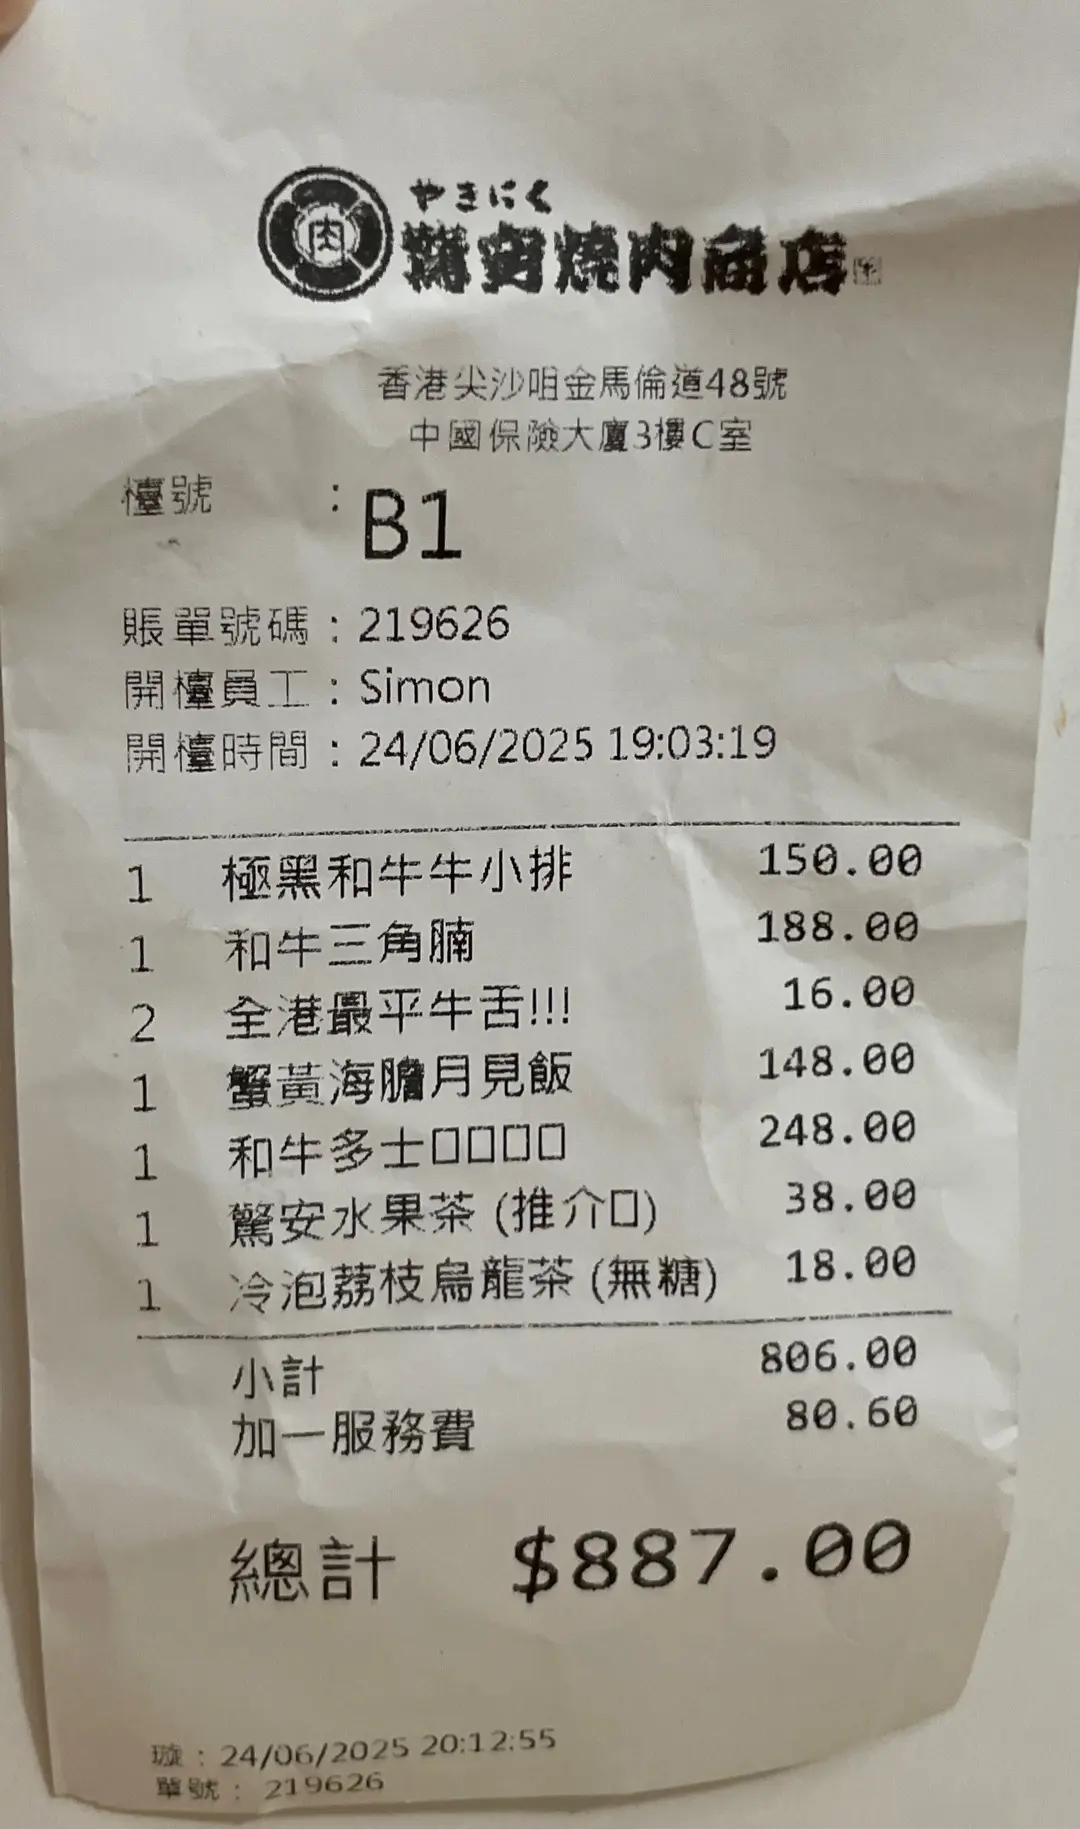 肉
やきにく
驚安燒肉商店
香港尖沙咀金馬倫道48號
中國保險大廈3樓C室
檯號 : B1
賬單號碼 : 219626
開檯員工 : Simon
開檯時間 : 24/06/2025 19:03:19
1 極黑和牛牛小排 150.00
1 和牛三角腩 188.00
2 全港最平牛舌!!! 16.00
1 蟹黃海膽月見飯 148.00
1 和牛多士□□□□ 248.00
1 驚安水果茶 (推介□) 38.00
1 冷泡荔枝烏龍茶 (無糖) 18.00
小計 806.00
加一服務費 80.60
總計 $887.00
璇 : 24/06/2025 20:12:55
單號 : 219626